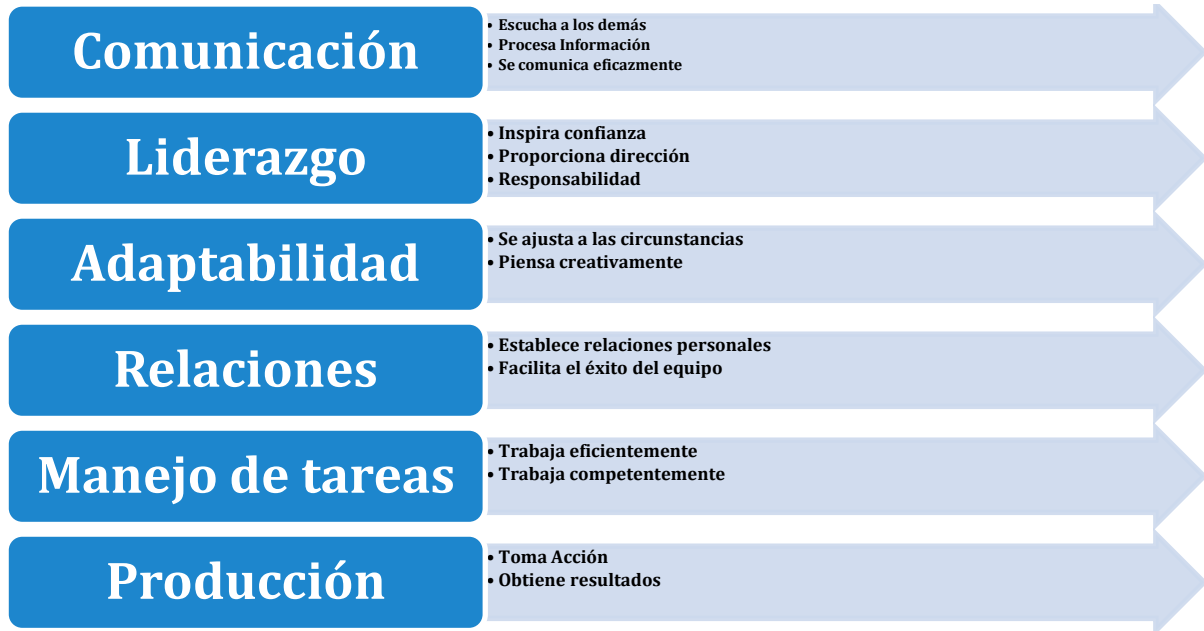 Comunicación
• Escucha a los demás
• Procesa Información
• Se comunica eficazmente
Liderazgo
• Inspira confianza
• Proporciona dirección
• Responsabilidad
Adaptabilidad
• Se ajusta a las circunstancias
• Piensa creativamente
Relaciones
• Establece relaciones personales
• Facilita el éxito del equipo
Manejo de tareas
• Trabaja eficientemente
• Trabaja competentemente
Producción
• Toma Acción
• Obtiene resultados